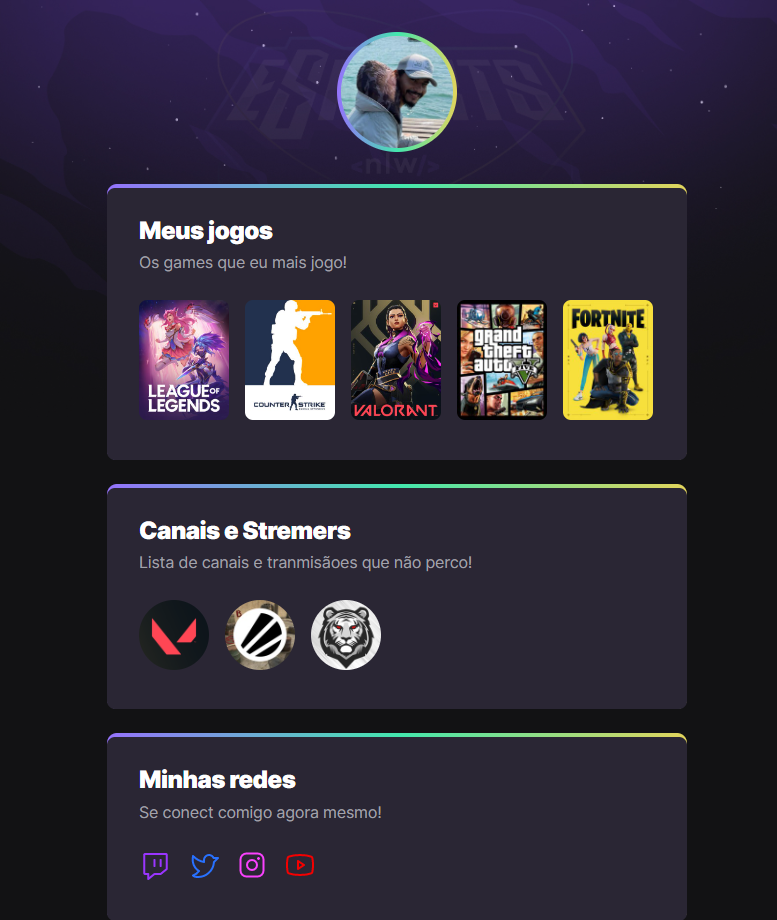 ESPORTS
<nlw/>
Meus jogos
Os games que eu mais jogo!
LEAGUE OF
LEGENDS
COUNTER STRIKE
VALORANT
grand
theft
auto V
FORTNITE
Canais e Stremers
Lista de canais e tranmisãoes que não perco!
Minhas redes
Se conect comigo agora mesmo!